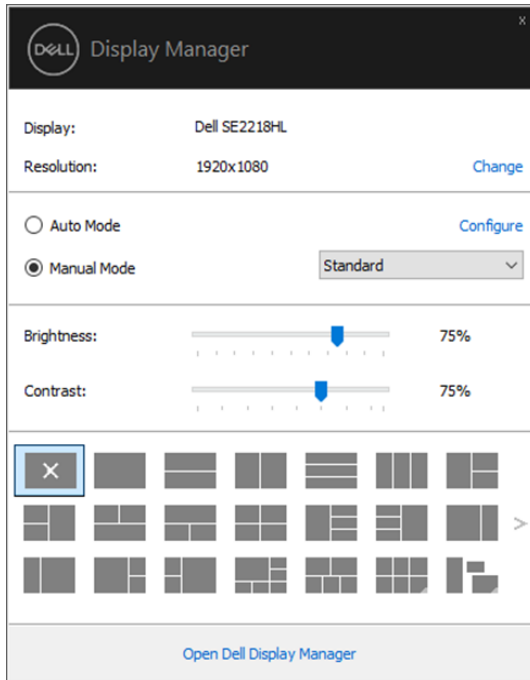 x
DELL Display Manager
Display: Dell SE2218HL
Resolution: 1920x1080 Change
Auto Mode Configure
Manual Mode Standard
Brightness: 75%
Contrast: 75%
Open Dell Display Manager